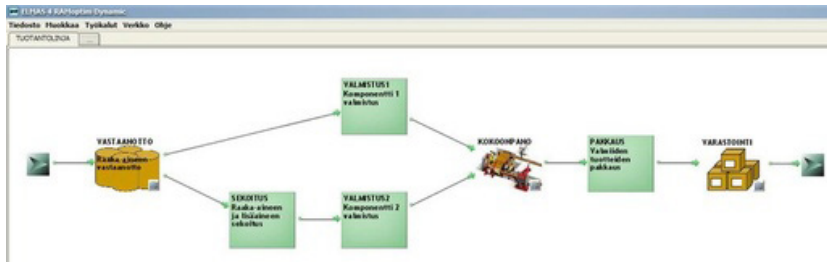 ELMAS 4 RAMoptim Dynamic
Tiedosto Muokkaa Työkalut Verkko Ohje
TUOTANTOLINJA ...
VALMISTUS1
Komponentti 1
valmistus
VASTAANOTTO
Raaka-aineen
vastaanotto
KOKOONPANO
PAKKAUS
Valmiiden
tuotteiden
pakkaus
VARASTOINTI
SEKOITUS
Raaka-aineen
ja lisäaineen
sekoitus
VALMISTUS2
Komponentti 2
valmistus